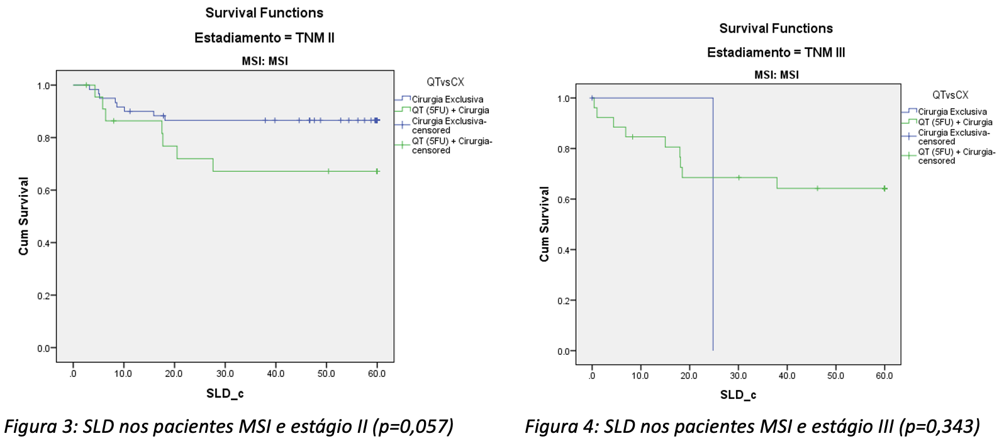 Survival Functions
Estadiamento = TNM II
MSI: MSI
1.0
0.8
0.6
0.4
0.2
0.0
Cum Survival
.0 10.0 20.0 30.0 40.0 50.0 60.0
SLD_c
QTvsCX
Cirurgia Exclusiva
QT (5FU) + Cirurgia
Cirurgia Exclusiva-
censored
QT (5FU) + Cirurgia-
censored
Figura 3: SLD nos pacientes MSI e estágio II (p=0,057)
Survival Functions
Estadiamento = TNM III
MSI: MSI
1.0
0.8
0.6
0.4
0.2
0.0
Cum Survival
.0 10.0 20.0 30.0 40.0 50.0 60.0
SLD_c
QTvsCX
Cirurgia Exclusiva
QT (5FU) + Cirurgia
Cirurgia Exclusiva-
censored
QT (5FU) + Cirurgia-
censored
Figura 4: SLD nos pacientes MSI e estágio III (p=0,343)